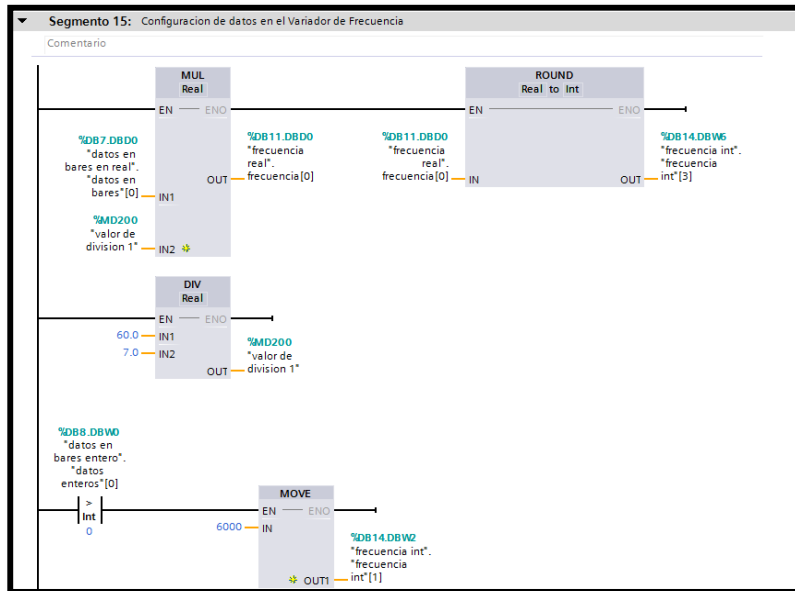 Segmento 15: Configuracion de datos en el Variador de Frecuencia
Comentario
MUL
Real
EN ENO
%DB7.DBD0
"datos en
bares en real".
"datos en
bares"[0]
IN1
%MD200
"valor de
division 1"
IN2
OUT
%DB11.DBD0
"frecuencia
real".
frecuencia[0]
ROUND
Real to Int
EN ENO
%DB11.DBD0
"frecuencia
real".
frecuencia[0]
IN
OUT
%DB14.DBW6
"frecuencia int".
"frecuencia
int"[3]
DIV
Real
EN ENO
60.0 IN1
7.0 IN2
OUT
%MD200
"valor de
division 1"
%DB8.DBW0
"datos en
bares entero".
"datos
enteros"[0]
>
Int
0
MOVE
EN ENO
6000 IN
OUT1
%DB14.DBW2
"frecuencia int".
"frecuencia
int"[1]